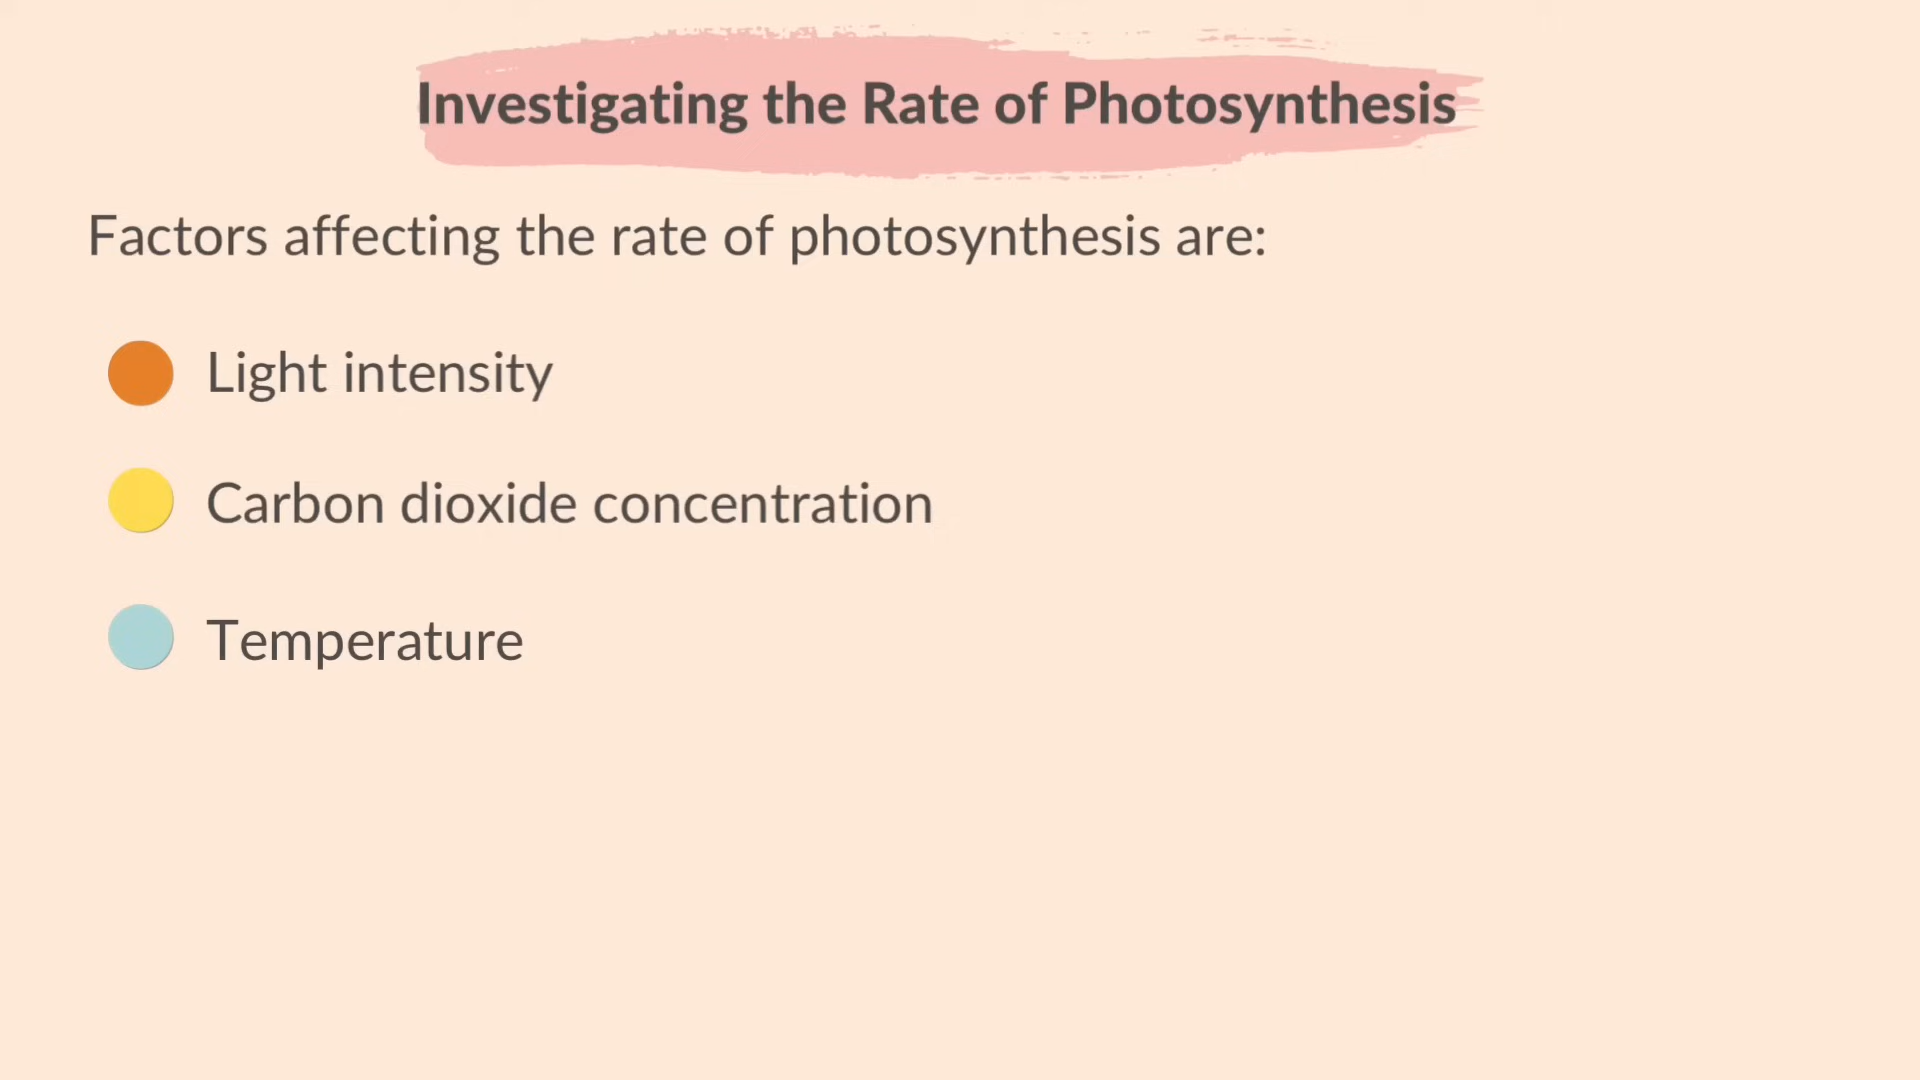 Investigating the Rate of Photosynthesis
Factors affecting the rate of photosynthesis are:
Light intensity
Carbon dioxide concentration
Temperature